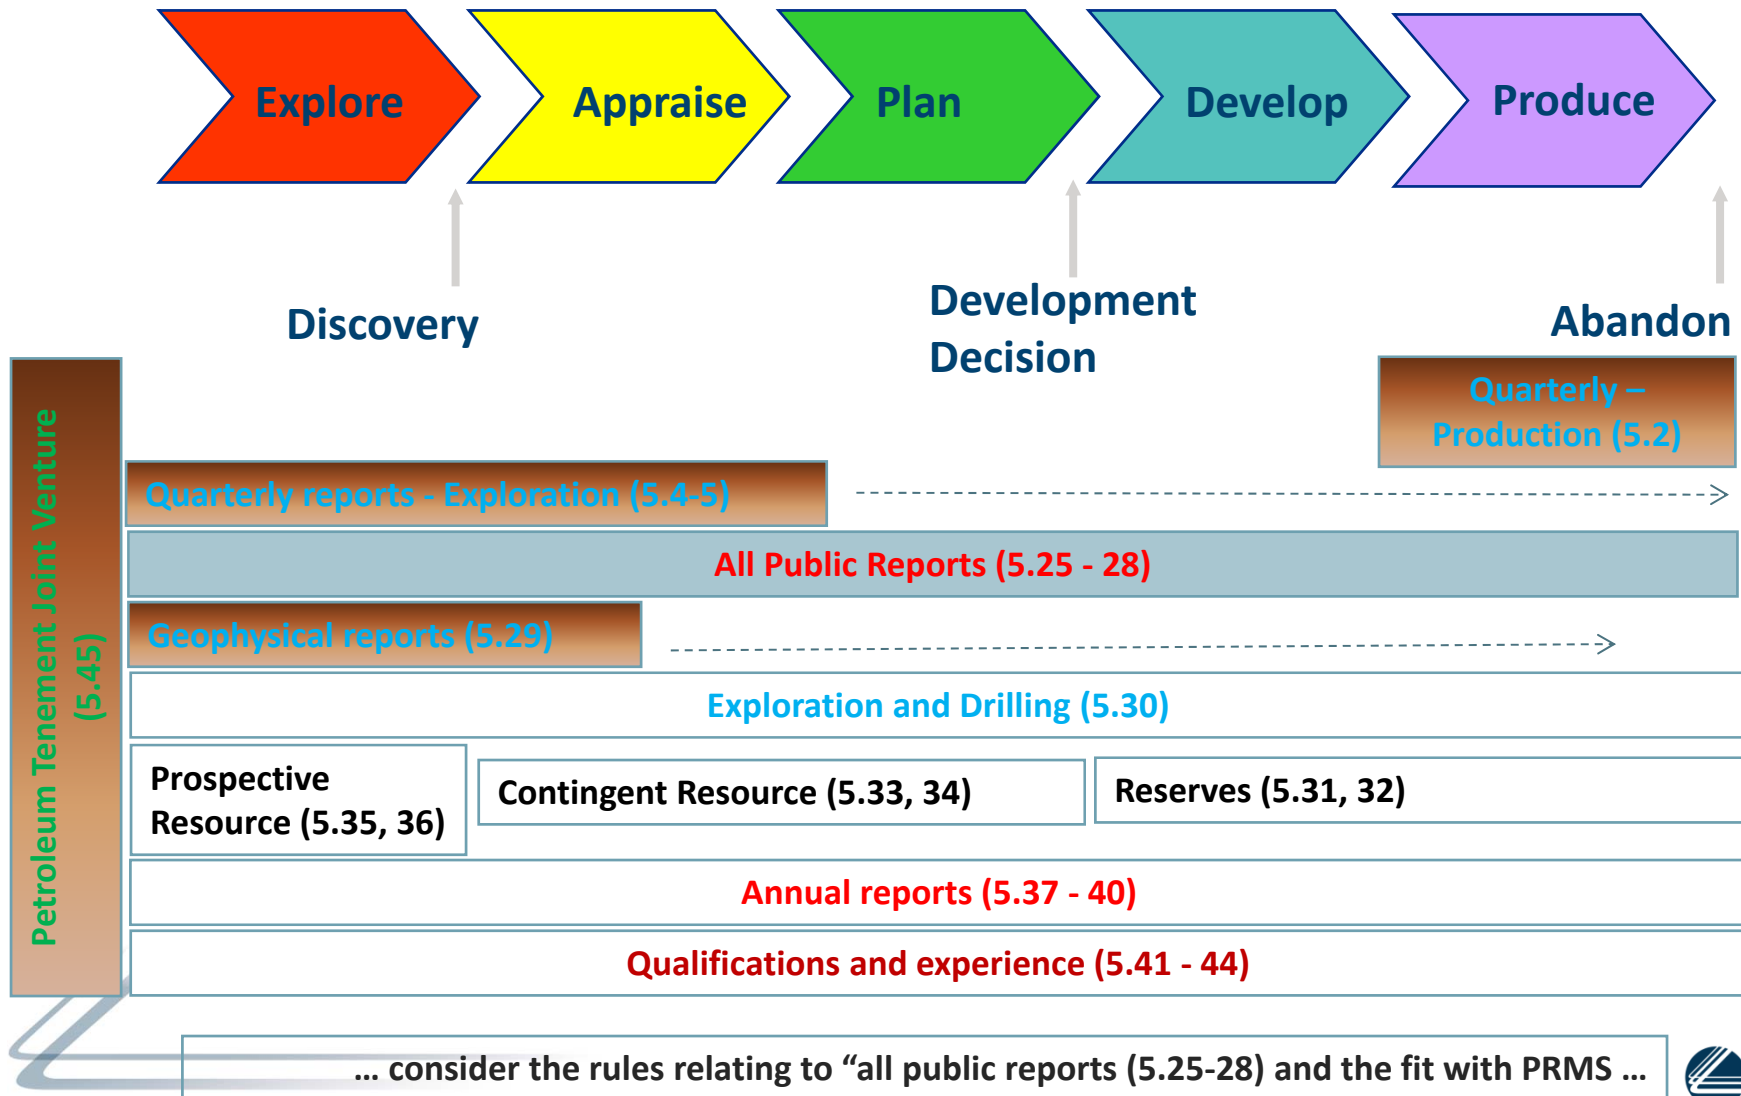 Explore
Appraise
Plan
Develop
Produce
Discovery
Development
Decision
Abandon
Petroleum Tenement Joint Venture
(5.45)
Quarterly –
Production (5.2)
Quarterly reports - Exploration (5.4-5)
All Public Reports (5.25 - 28)
Geophysical reports (5.29)
Exploration and Drilling (5.30)
Prospective
Resource (5.35, 36)
Contingent Resource (5.33, 34)
Reserves (5.31, 32)
Annual reports (5.37 - 40)
Qualifications and experience (5.41 - 44)
... consider the rules relating to “all public reports (5.25-28) and the fit with PRMS ...